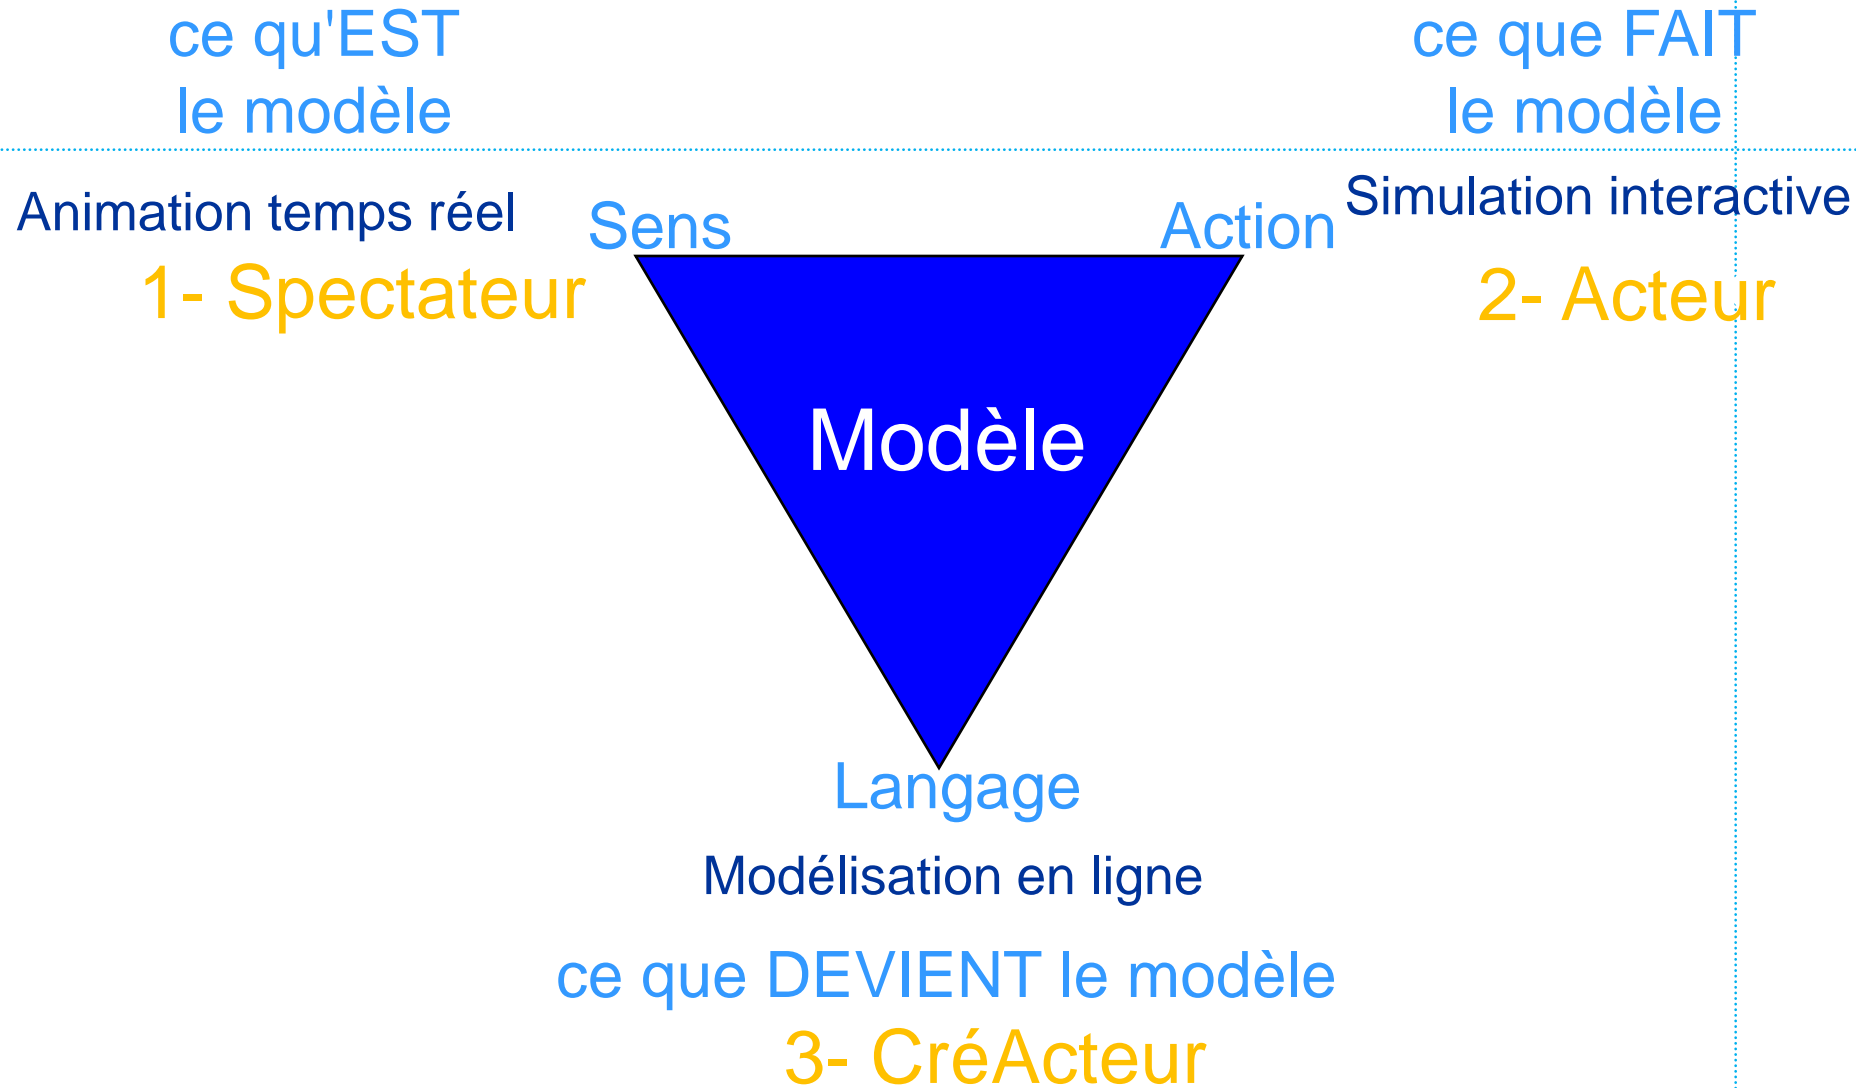 ce qu'EST
le modèle
ce que FAIT
le modèle
Animation temps réel
Sens
Action
Simulation interactive
1- Spectateur
2- Acteur
Modèle
Langage
Modélisation en ligne
ce que DEVIENT le modèle
3- CréActeur